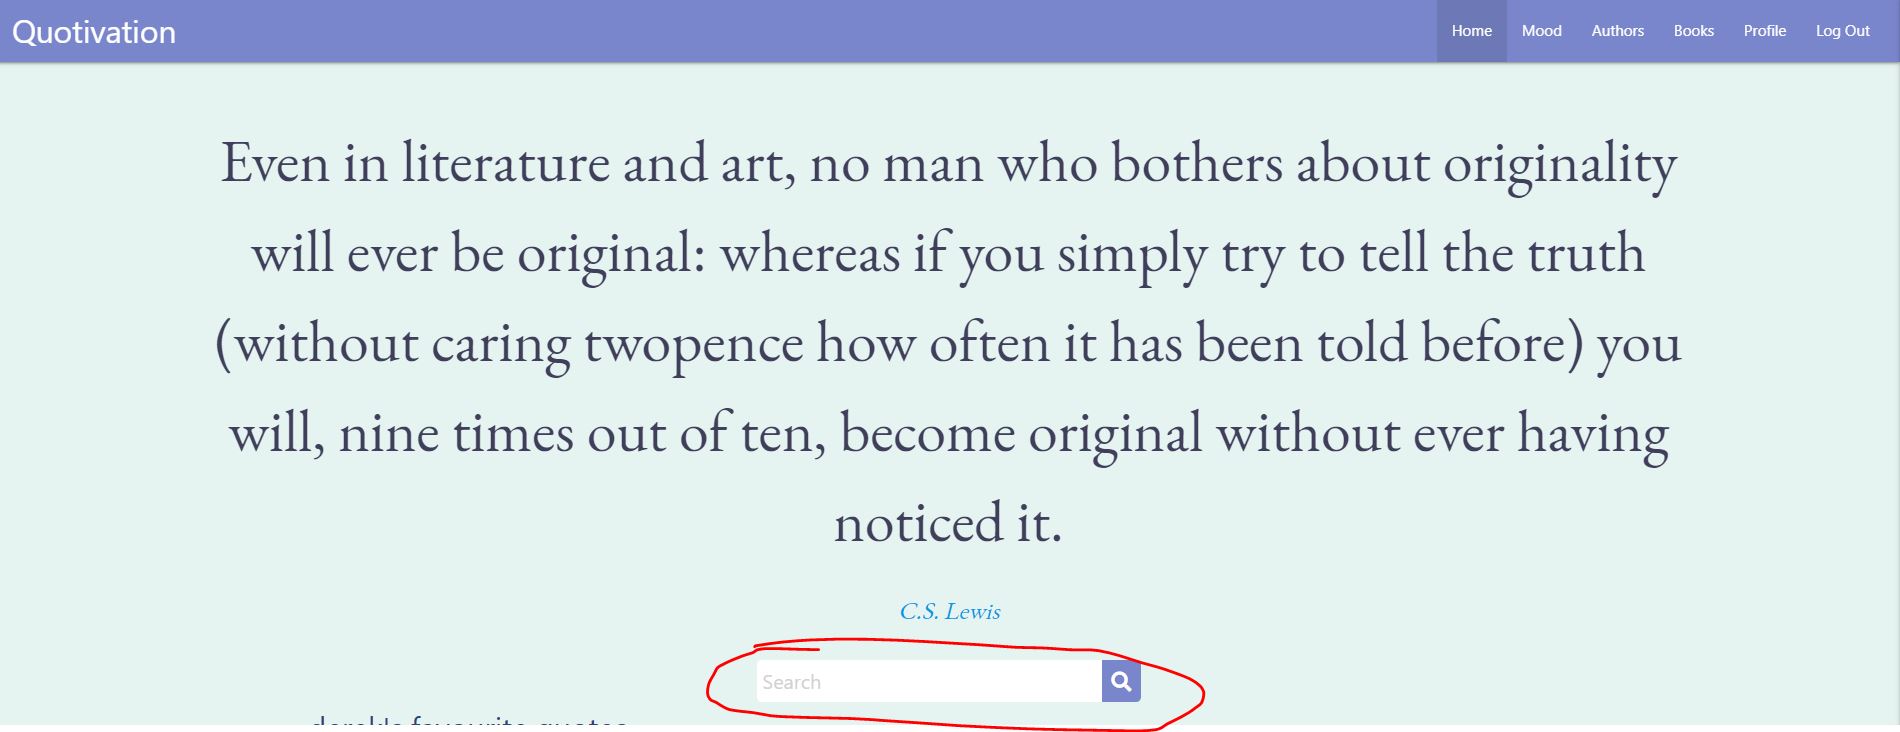 Quotivation
Home Mood Authors Books Profile Log Out
Even in literature and art, no man who bothers about originality
will ever be original: whereas if you simply try to tell the truth
(without caring twopence how often it has been told before) you
will, nine times out of ten, become original without ever having
noticed it.
C.S. Lewis
Search
derek's favourite quotes